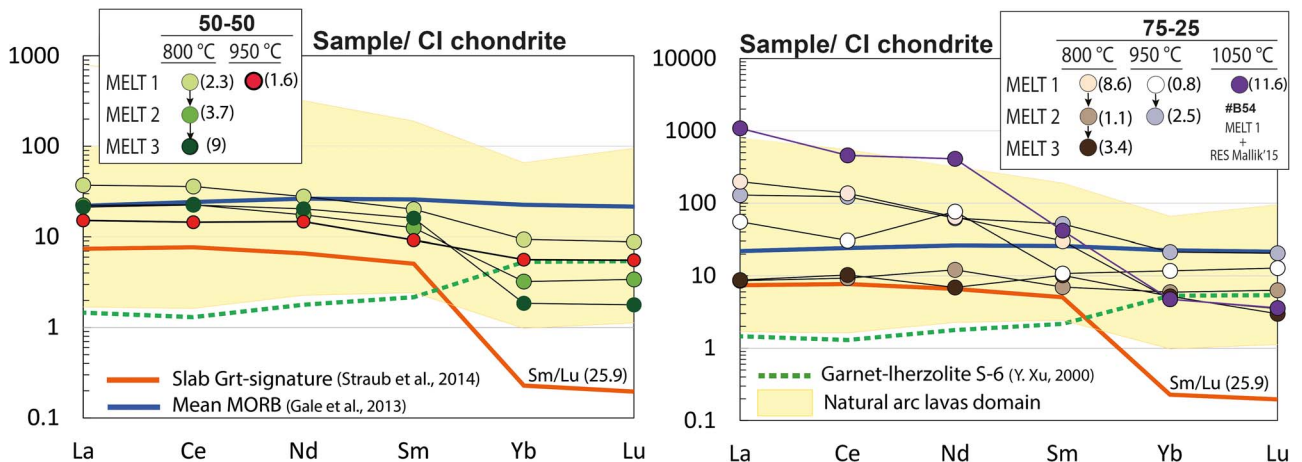 50-50
800 °C 950 °C
Sample/ CI chondrite
MELT 1 (2.3) (1.6)
MELT 2 (3.7)
MELT 3 (9)
1000
100
10
1
0.1
Sm/Lu (25.9)
Slab Grt-signature (Straub et al., 2014)
Mean MORB (Gale et al., 2013)
La Ce Nd Sm Yb Lu
75-25
Sample/ CI chondrite
800 °C 950 °C 1050 °C
MELT 1 (8.6) (0.8) (11.6)
MELT 2 (1.1) (2.5)
MELT 3 (3.4)
#B54
MELT 1
+
RES Mallik'15
10000
1000
100
10
1
0.1
Sm/Lu (25.9)
Garnet-lherzolite S-6 (Y. Xu, 2000)
Natural arc lavas domain
La Ce Nd Sm Yb Lu